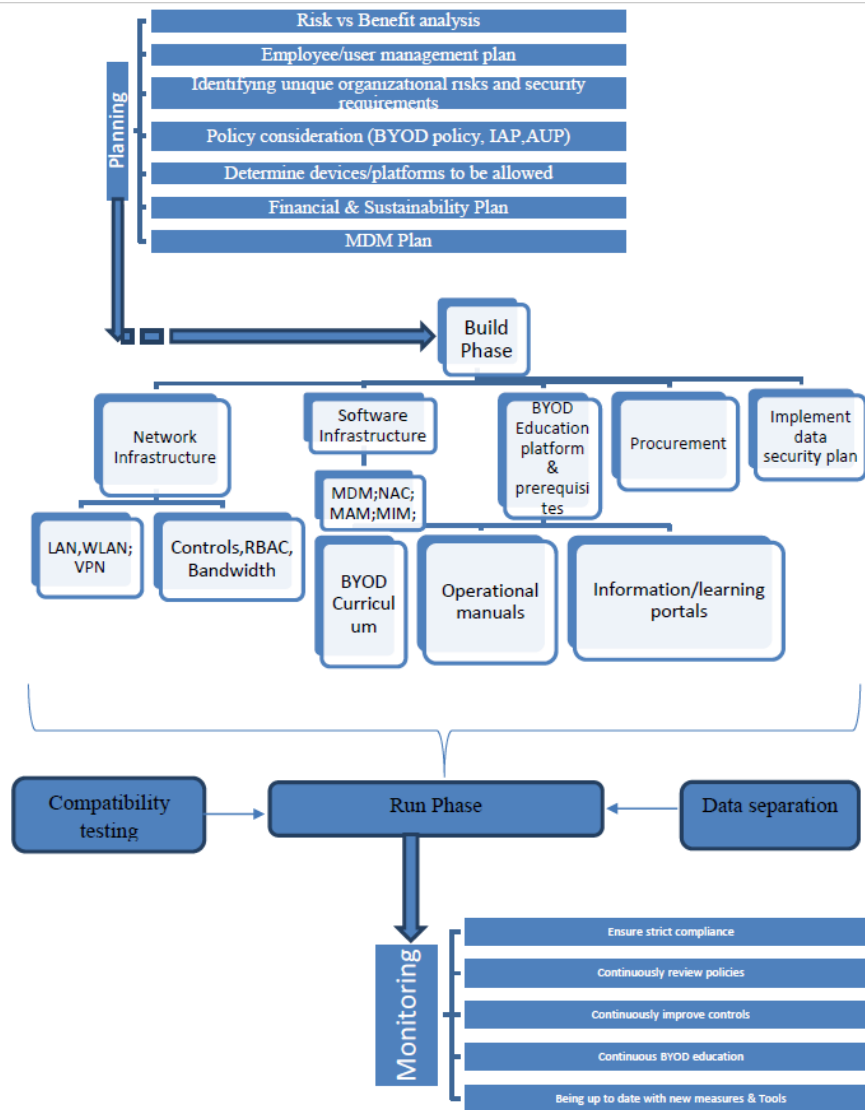 Risk vs Benefit analysis
Employee/user management plan
Identifying unique organizational risks and security
requirements
Policy consideration (BYOD policy, IAP,AUP)
Determine devices/platforms to be allowed
Financial & Sustainability Plan
MDM Plan
Planning
Build
Phase
Network
Infrastructure
Software
Infrastructure
BYOD
Education
platform
&
prerequisi
tes
Procurement
Implement
data
security plan
LAN,WLAN;
VPN
Controls,RBAC,
Bandwidth
MDM;NAC;
MAM;MIM;
BYOD
Curricul
um
Operational
manuals
Information/learning
portals
Compatibility
testing
Run Phase
Data separation
Monitoring
Ensure strict compliance
Continuously review policies
Continuously improve controls
Continuous BYOD education
Being up to date with new measures & Tools